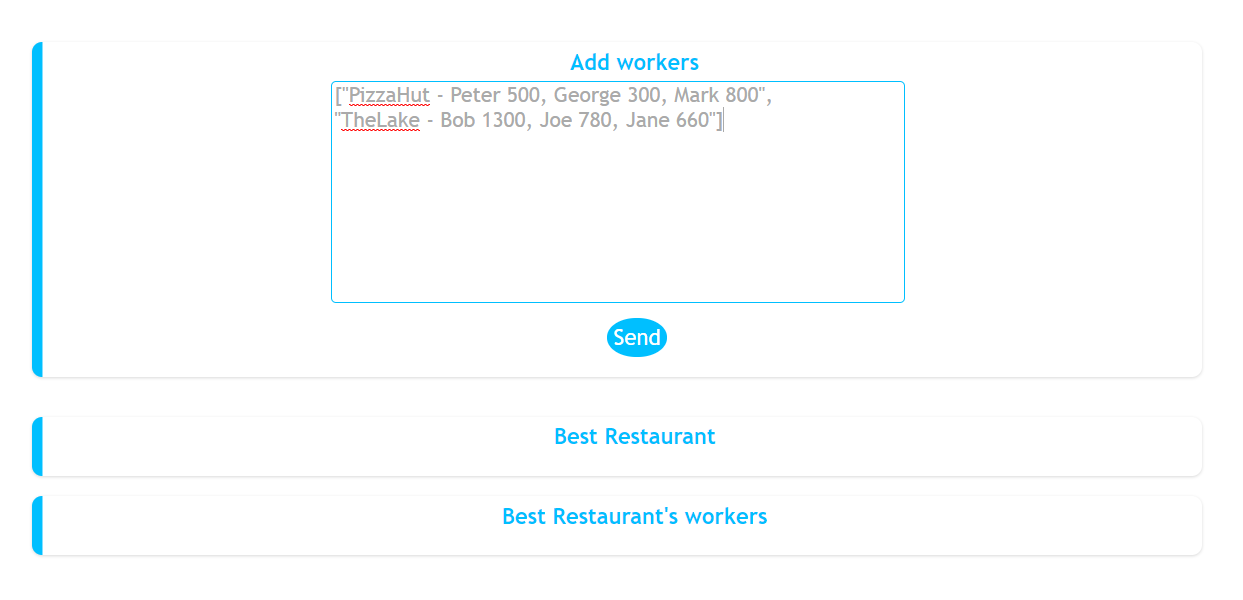 Add workers
["PizzaHut - Peter 500, George 300, Mark 800",
"TheLake - Bob 1300, Joe 780, Jane 660"]
Send
Best Restaurant
Best Restaurant's workers